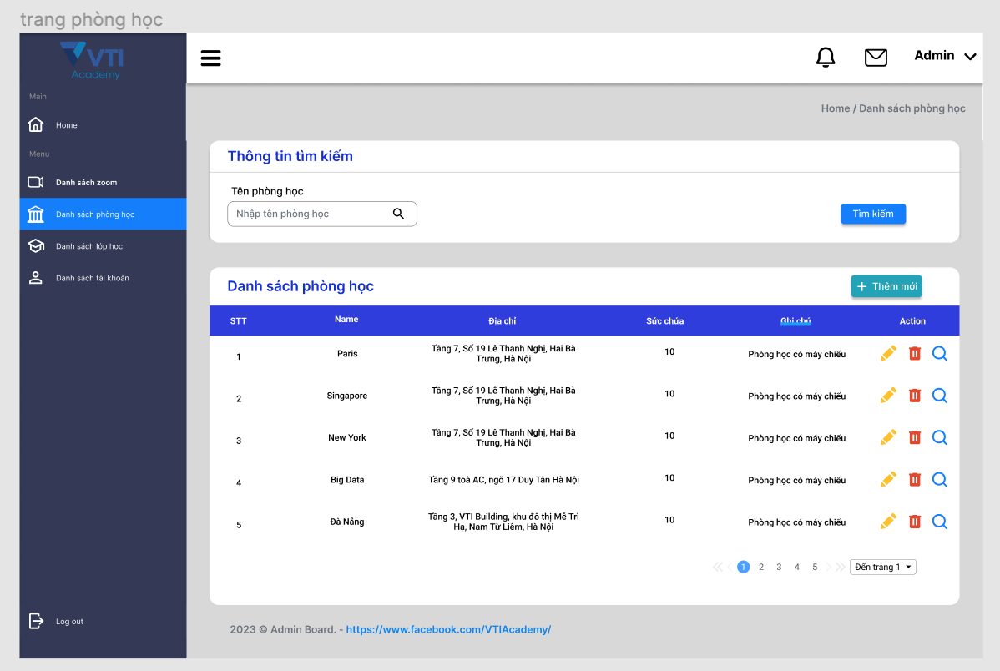 trang phòng học
VTI
Academy
Admin
Main
Home / Danh sách phòng học
Home
Menu
Thông tin tìm kiếm
Danh sách zoom
Tên phòng học
Danh sách phòng học
Nhập tên phòng học
Tìm kiếm
Danh sách lớp học
Danh sách tài khoản
Danh sách phòng học
Thêm mới
STT Name Địa chỉ Sức chứa Ghi chú Action
1 Paris Tầng 7, Số 19 Lê Thanh Nghị, Hai Bà 10 Phòng học có máy chiếu
Trưng, Hà Nội
2 Singapore Tầng 7, Số 19 Lê Thanh Nghị, Hai Bà 10 Phòng học có máy chiếu
Trưng, Hà Nội
3 New York Tầng 7, Số 19 Lê Thanh Nghị, Hai Bà 10 Phòng học có máy chiếu
Trưng, Hà Nội
4 Big Data Tầng 9 toà AC, ngõ 17 Duy Tân Hà Nội 10 Phòng học có máy chiếu
5 Đà Nẵng Tầng 3, VTI Building, khu đô thị Mễ Trì 10 Phòng học có máy chiếu
Hạ, Nam Từ Liêm, Hà Nội
1 2 3 4 5 Đến trang 1
Log out
2023 © Admin Board. - https://www.facebook.com/VTIAcademy/